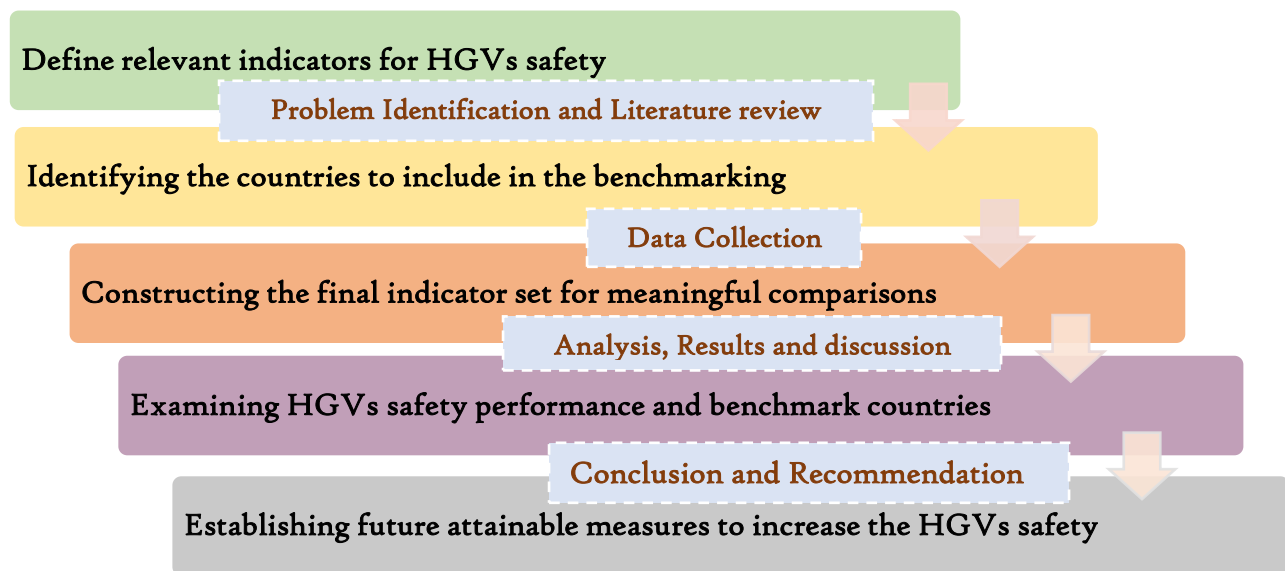 Define relevant indicators for HGVs safety
Problem Identification and Literature review
Identifying the countries to include in the benchmarking
Data Collection
Constructing the final indicator set for meaningful comparisons
Analysis, Results and discussion
Examining HGVs safety performance and benchmark countries
Conclusion and Recommendation
Establishing future attainable measures to increase the HGVs safety